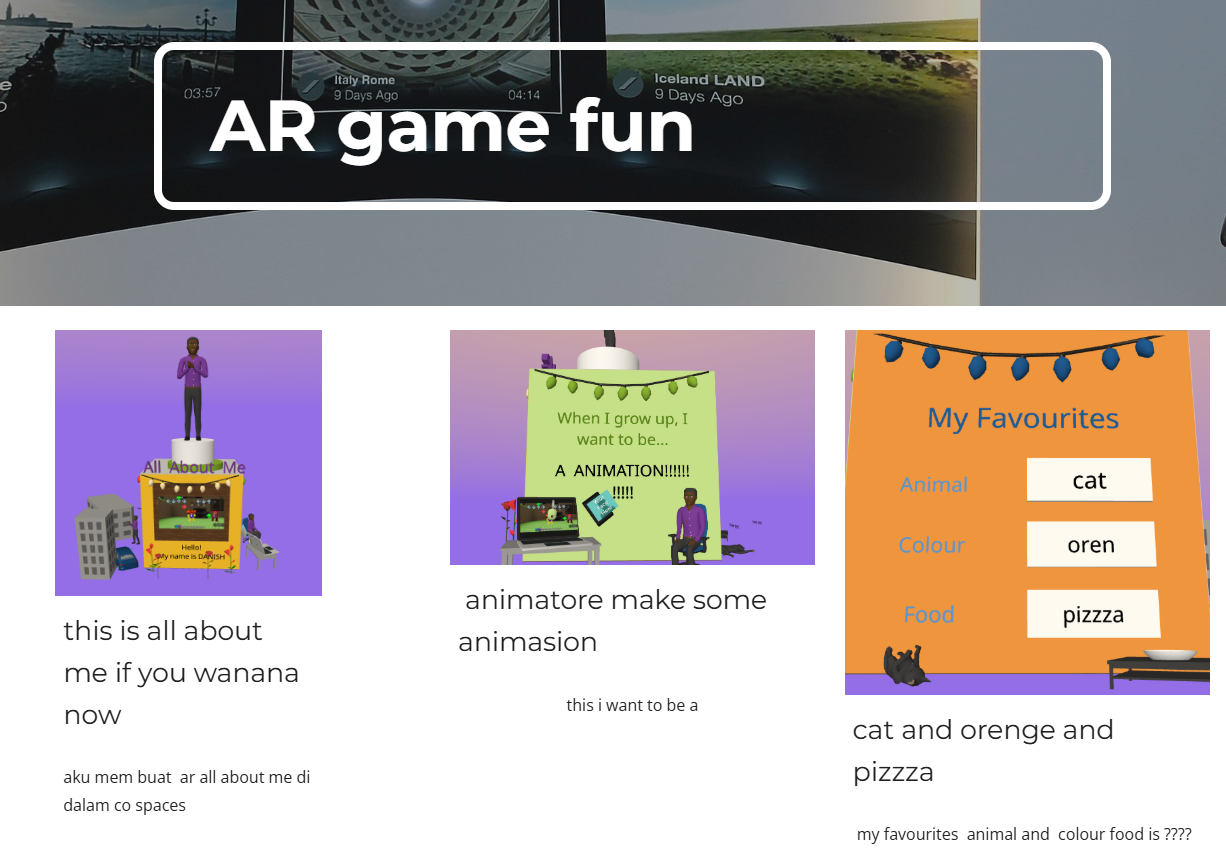 Italy Rome
9 Days Ago
03:57
04:14
Iceland LAND
9 Days Ago
AR game fun
All About Me
Hello!
My name is DANISH
this is all about
me if you wanana
now
aku mem buat  ar all about me di
dalam co spaces
When I grow up, I
want to be...
A  ANIMATION!!!!!!
!!!!!
animatore make some
animasion
this i want to be a
My Favourites
Animal cat
Colour oren
Food pizzza
cat and orenge and
pizzza
my favourites  animal and  colour food is ????